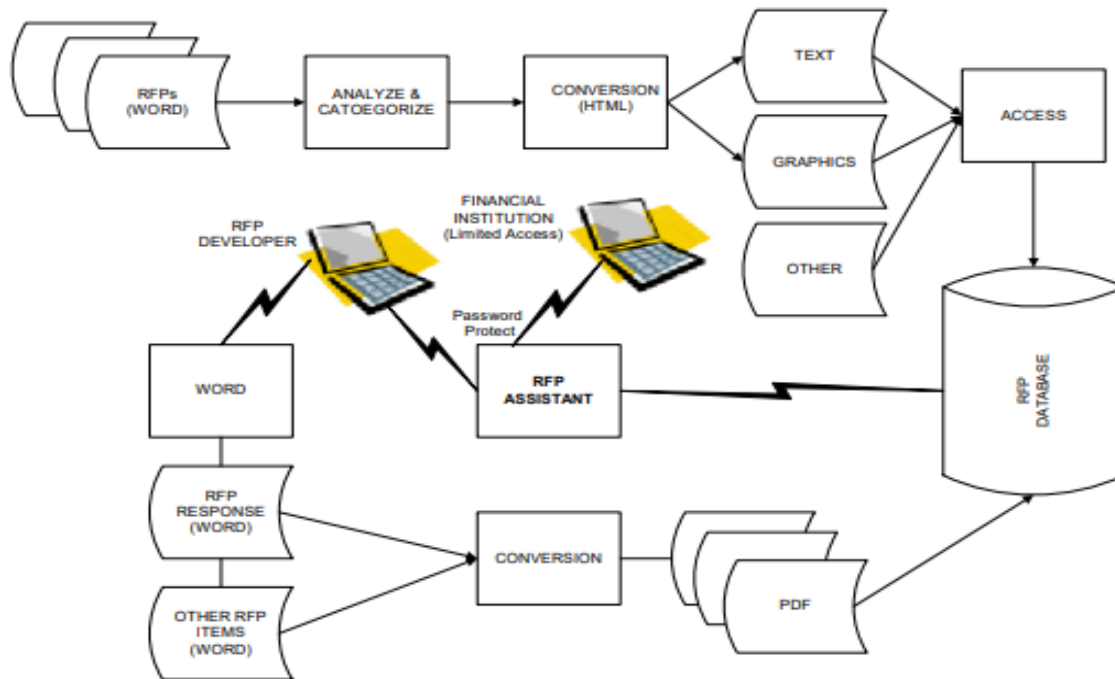 RFPs
(WORD)
ANALYZE &
CATOEGORIZE
CONVERSION
(HTML)
TEXT
GRAPHICS
OTHER
ACCESS
RFP
DEVELOPER
FINANCIAL
INSTITUTION
(Limited Access)
Password
Protect
WORD
RFP
ASSISTANT
RFP
DATABASE
RFP
RESPONSE
(WORD)
CONVERSION
OTHER RFP
ITEMS
(WORD)
PDF